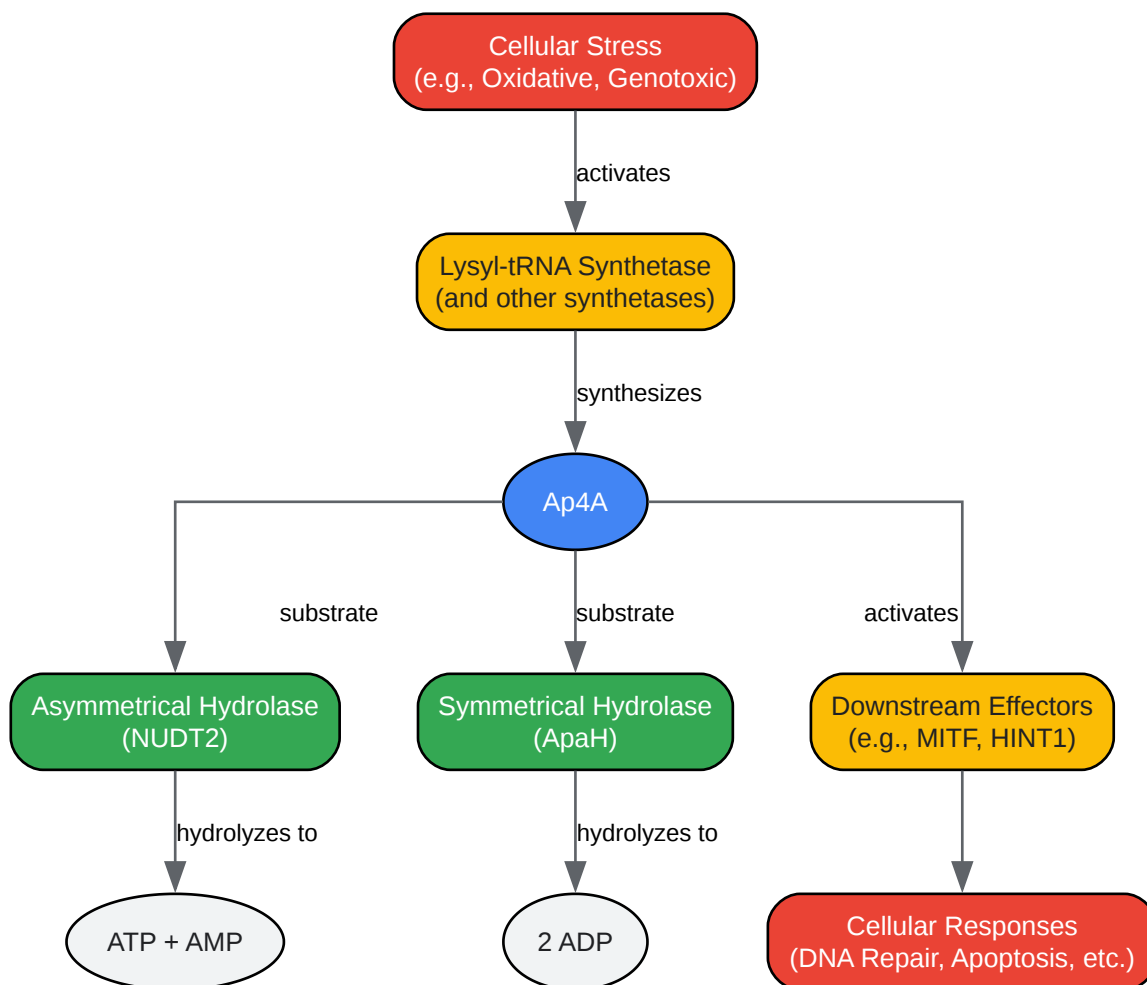 Cellular Stress
(e.g., Oxidative, Genotoxic)
activates
Lysyl-tRNA Synthetase
(and other synthetases)
synthesizes
Ap4A
substrate
substrate
activates
Asymmetrical Hydrolase
(NUDT2)
Symmetrical Hydrolase
(ApaH)
Downstream Effectors
(e.g., MITF, HINT1)
hydrolyzes to
hydrolyzes to
ATP + AMP
2 ADP
Cellular Responses
(DNA Repair, Apoptosis, etc.)